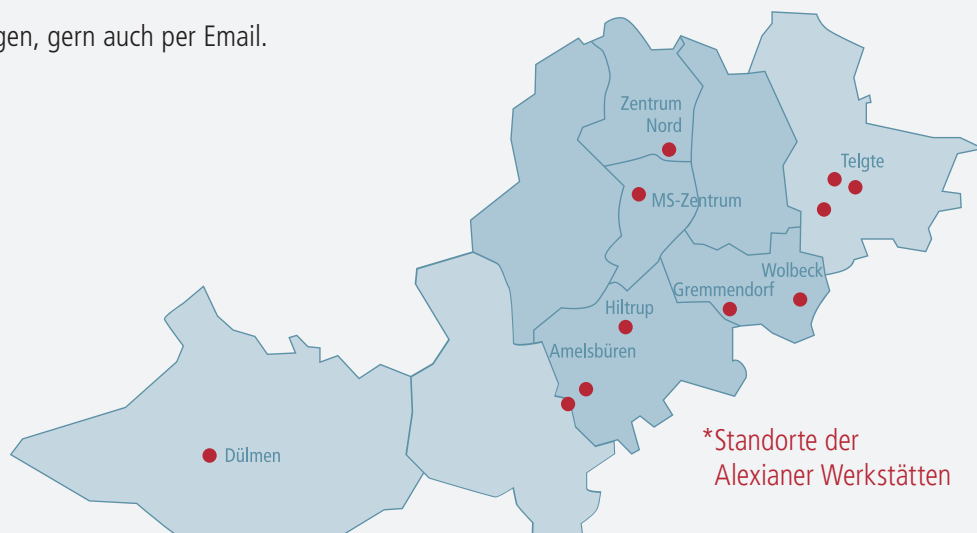 gen, gern auch per Email.
Zentrum
Nord
Telgte
MS-Zentrum
Wolbeck
Gremmendorf
Hiltrup
Amelsbüren
*Standorte der
Alexianer Werkstätten
Dülmen